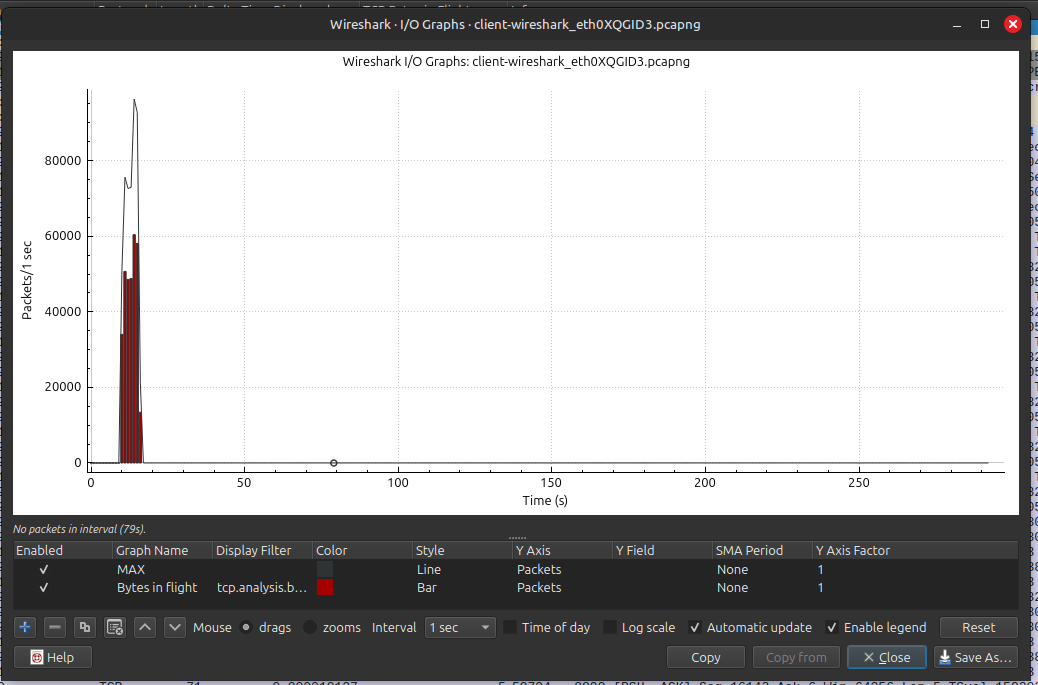 Wireshark · I/O Graphs · client-wireshark_eth0XQGID3.pcapng
Wireshark I/O Graphs: client-wireshark_eth0XQGID3.pcapng
80000
60000
40000
20000
0
Packets/1 sec
0 50 100 150 200 250
Time (s)
No packets in interval (79s).
Enabled Graph Name Display Filter Color Style Y Axis Y Field SMA Period Y Axis Factor
MAX Line Packets None 1
Bytes in flight tcp.analysis.b... Bar Packets None 1
Mouse drags zooms Interval 1 sec Time of day Log scale Automatic update Enable legend Reset
Help Copy Copy from Close Save As...